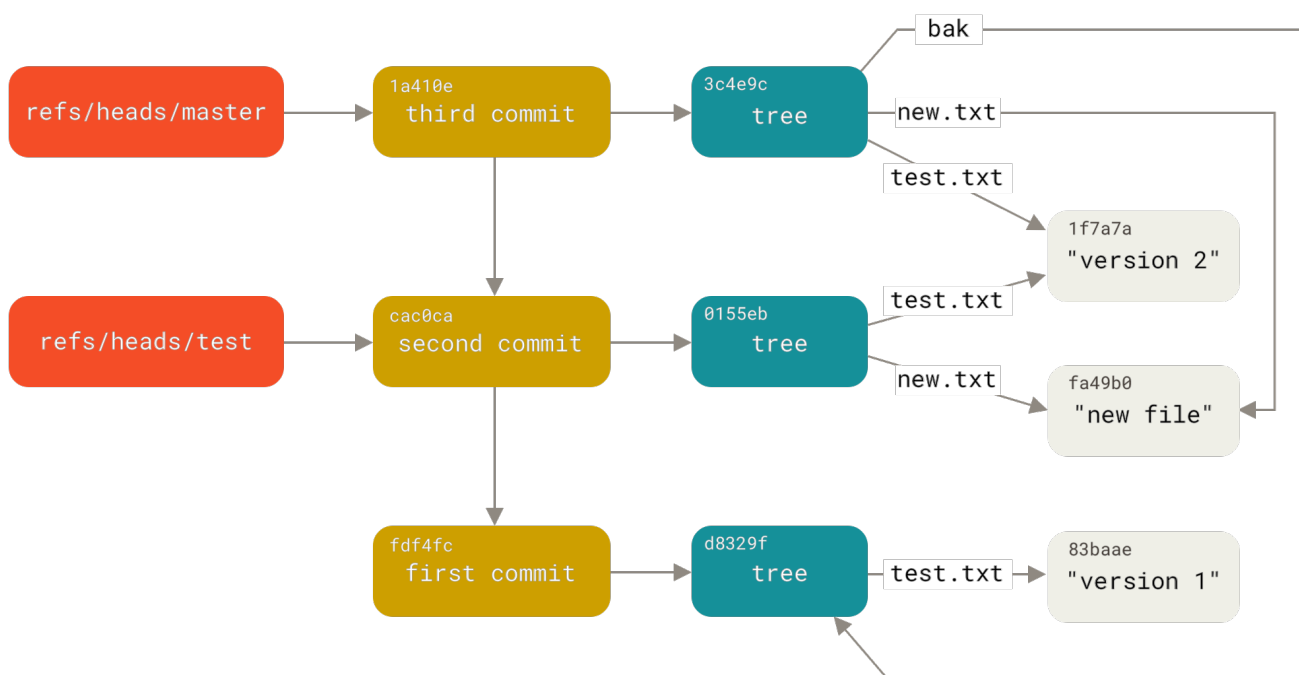 bak
refs/heads/master
1a410e
third commit
3c4e9c
tree
new.txt
test.txt
1f7a7a
"version 2"
refs/heads/test
cac0ca
second commit
0155eb
tree
test.txt
new.txt
fa49b0
"new file"
fdf4fc
first commit
d8329f
tree
test.txt
83baae
"version 1"